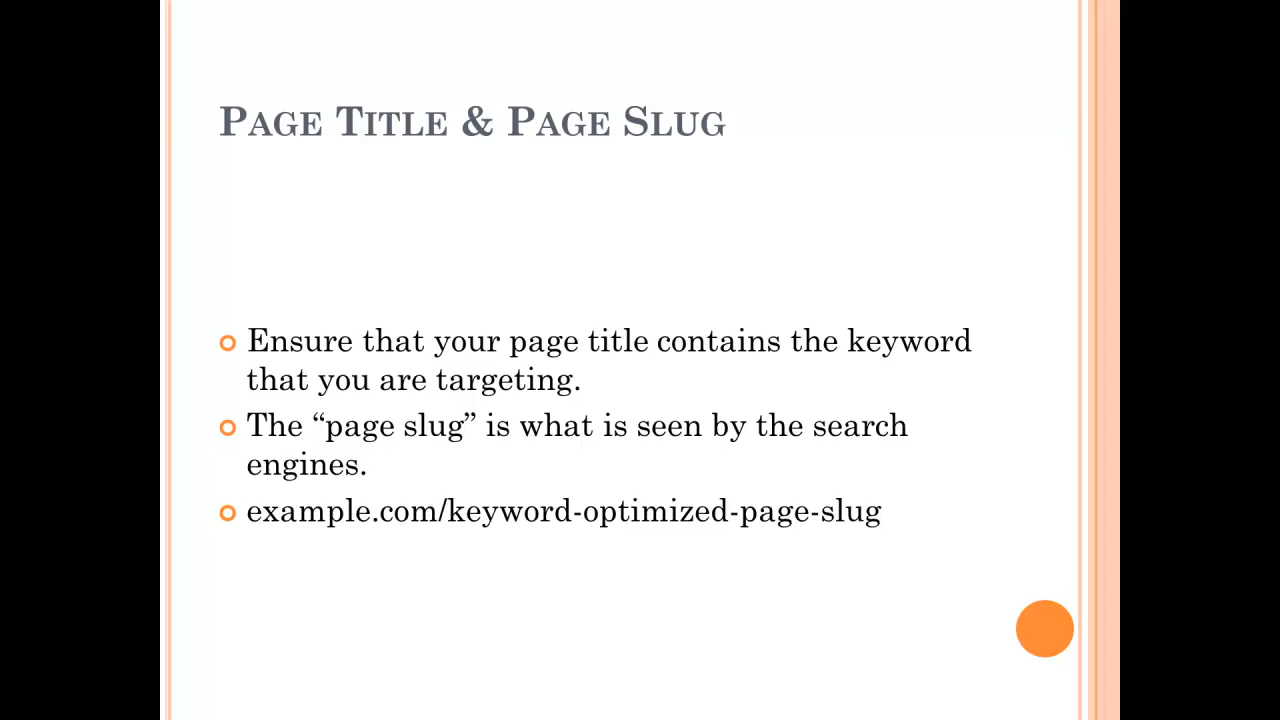 Page Title & Page Slug
Ensure that your page title contains the keyword
that you are targeting.
The “page slug” is what is seen by the search
engines.
example.com/keyword-optimized-page-slug